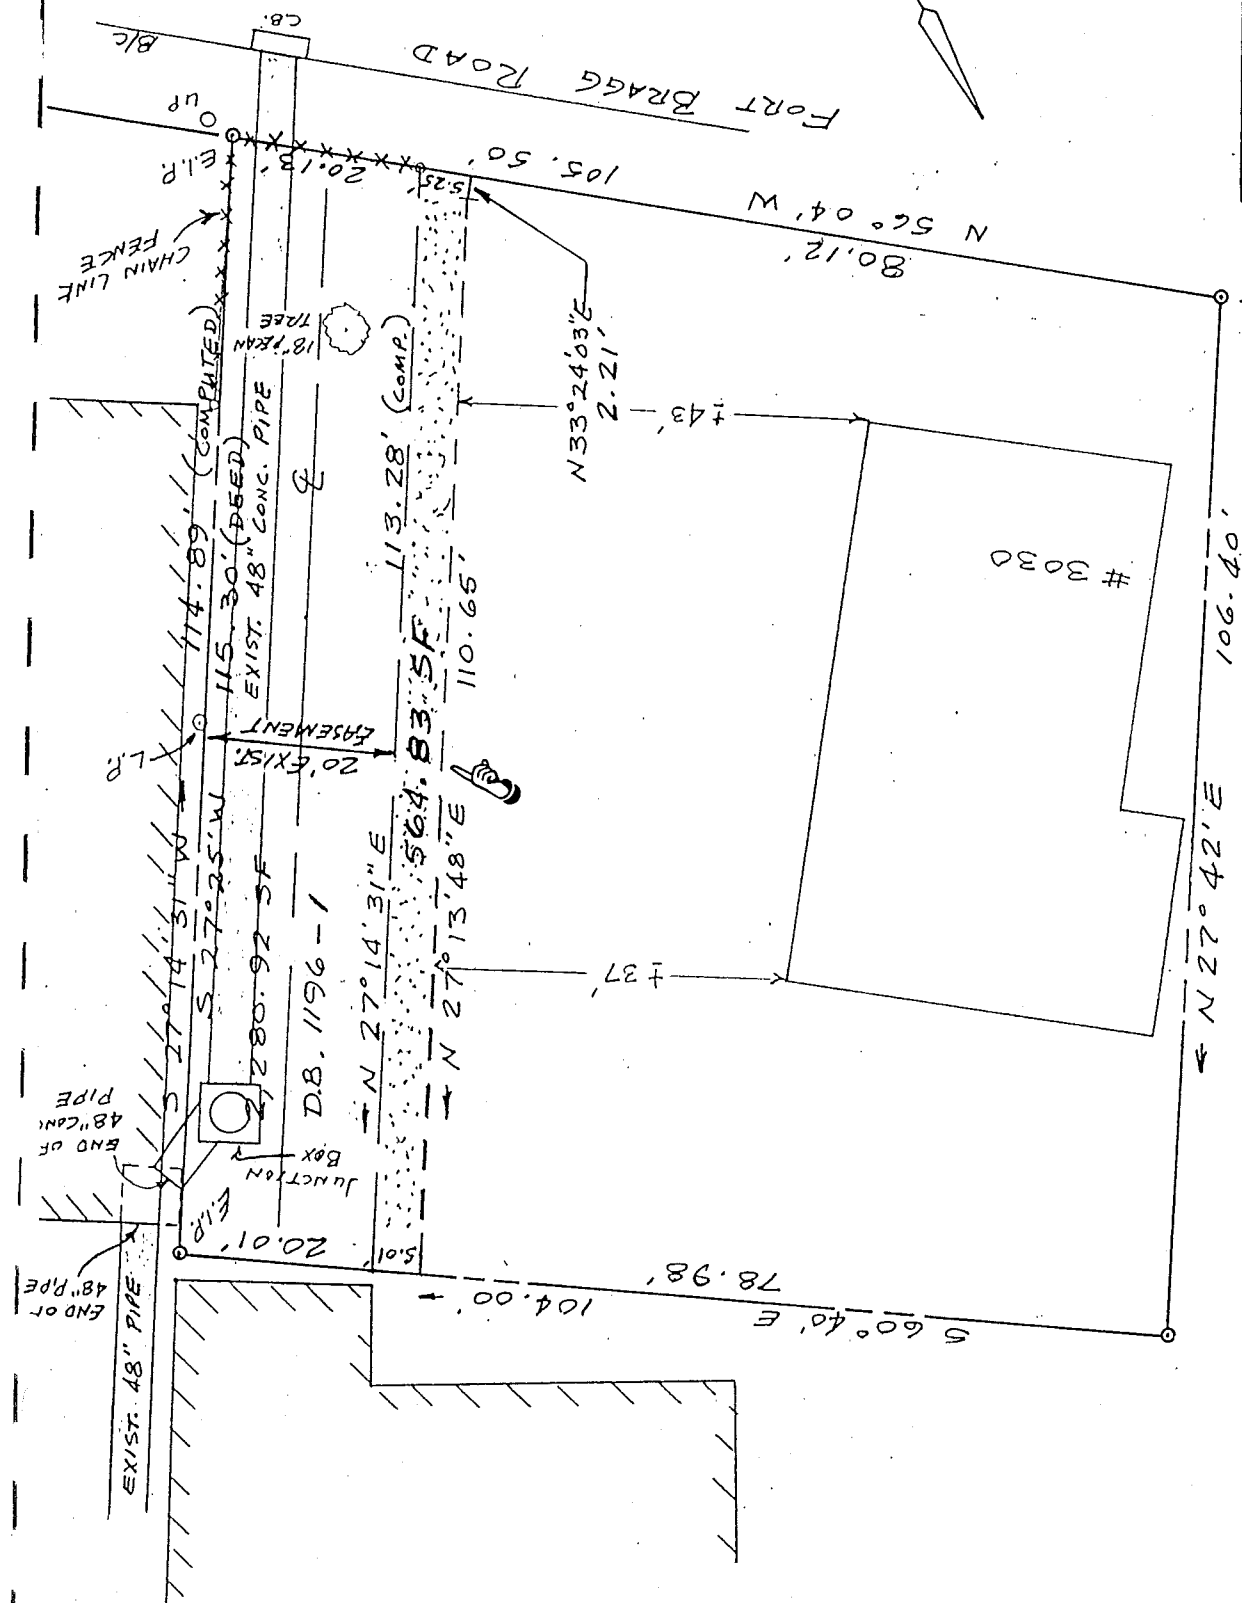 C.B.
B/C
FORT BRAGG ROAD
UP
E.I.P.
20.13'
5.25'
105.50'
N 56° 04' W
80.12'
CHAIN LINK
FENCE
18" PECAN
TREE
N33°24'03"E
2.21'
±43'
114.89' (COMPUTED)
115.30' (DEED)
EXIST. 48" CONC. PIPE
℄
113.28' (COMP.)
110.65'
# 3030
106.40'
L.P.
20' EXIST.
EASEMENT
564.83 SF
S 27° 14' 31" W
S 27° 25' W
2,280.92 SF
D.B. 1196-1
N 27° 14' 31" E
N 27° 13' 48" E
±37'
N 27° 42' E
END OF
48" CONC
PIPE
JUNCTION
BOX
E.I.P.
20.01'
5.01'
78.98'
104.00'
S 60° 40' E
END OF
48" PIPE
EXIST. 48" PIPE